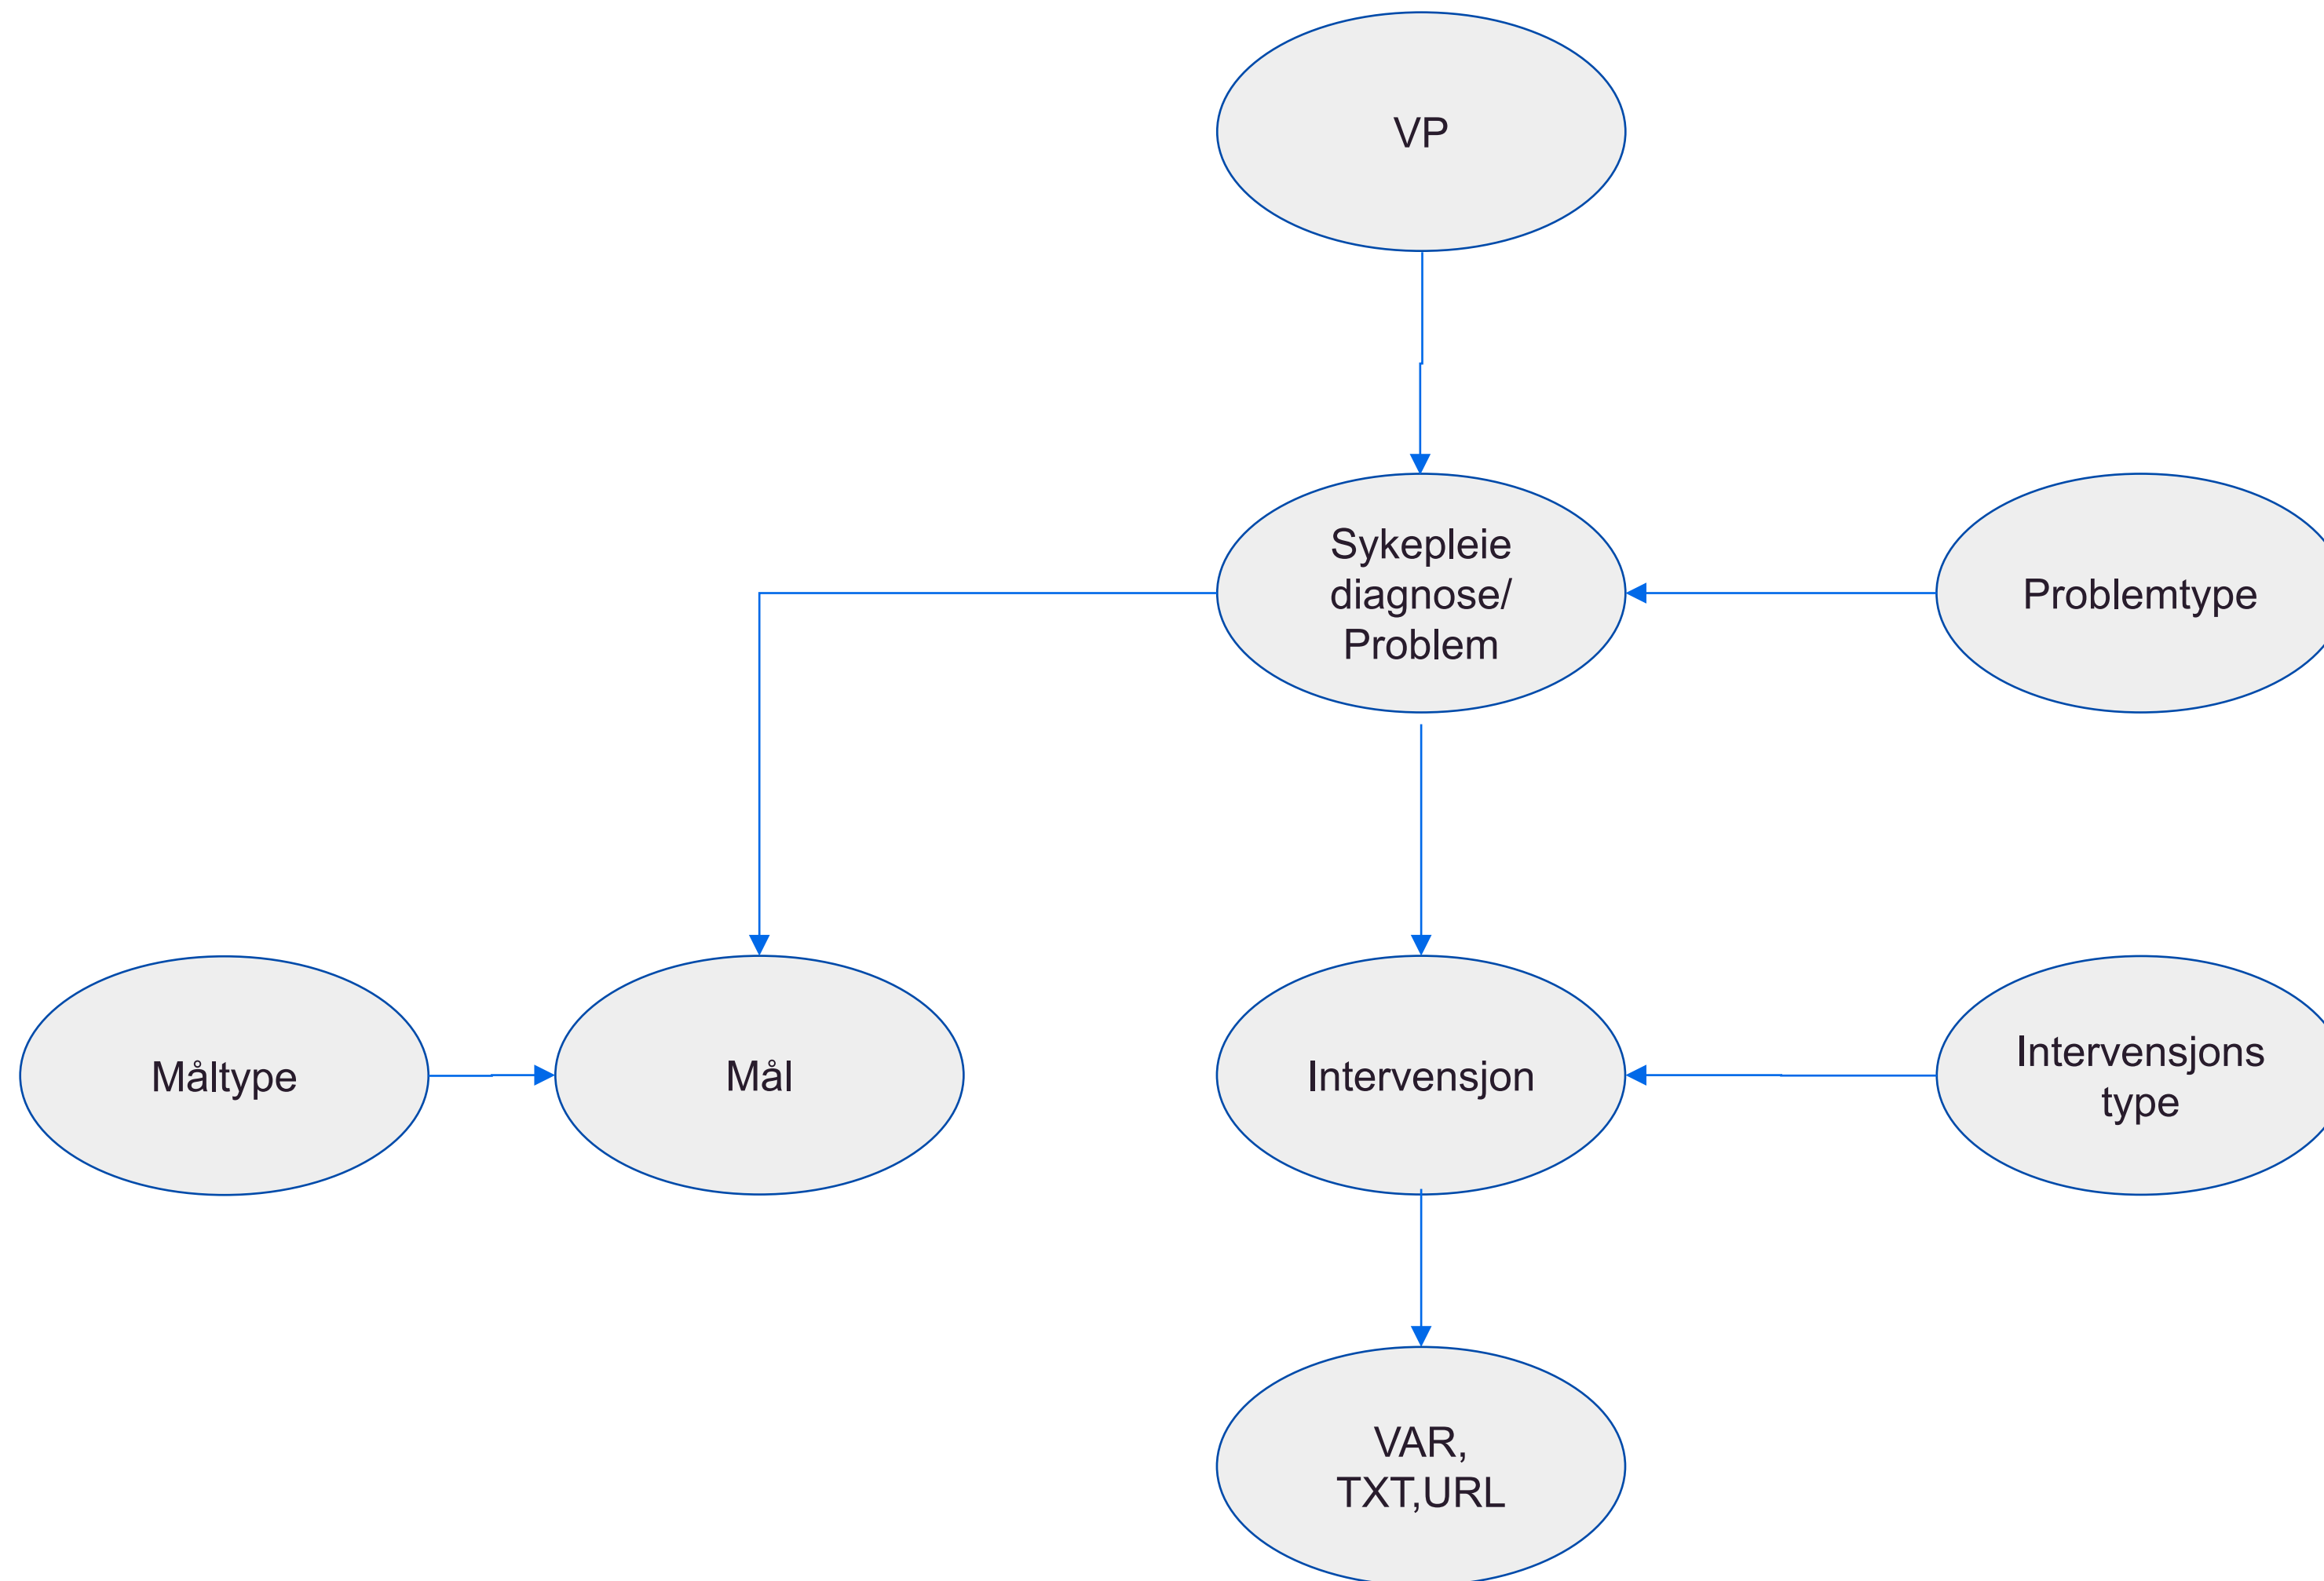 VP
Sykepleie
diagnose/
Problem
Problemtype
Måltype
Mål
Intervensjon
Intervensjons
type
VAR,
TXT,URL